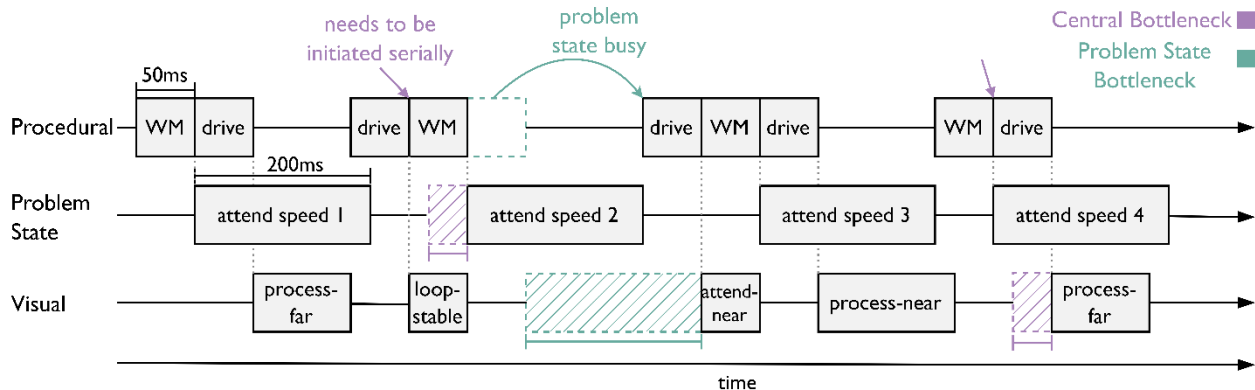 needs to be
initiated serially
problem
state busy
Central Bottleneck
Problem State
Bottleneck
50ms
Procedural
WM
drive
drive
WM
drive
WM
drive
WM
drive
200ms
Problem
State
attend speed 1
attend speed 2
attend speed 3
attend speed 4
Visual
process-
far
loop-
stable
attend-
near
process-near
process-
far
time